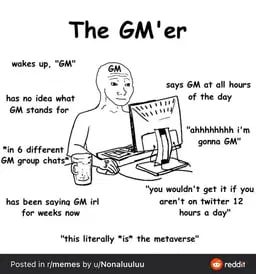 The GM'er
wakes up, "GM"
GM
says GM at all hours
of the day
has no idea what
GM stands for
"ahhhhhhhh i'm
gonna GM"
*in 6 different
GM group chats*
"you wouldn't get it if you
aren't on twitter 12
hours a day"
has been saying GM irl
for weeks now
"this literally *is* the metaverse"
Posted in r/memes by u/Nonaluuluu
reddit